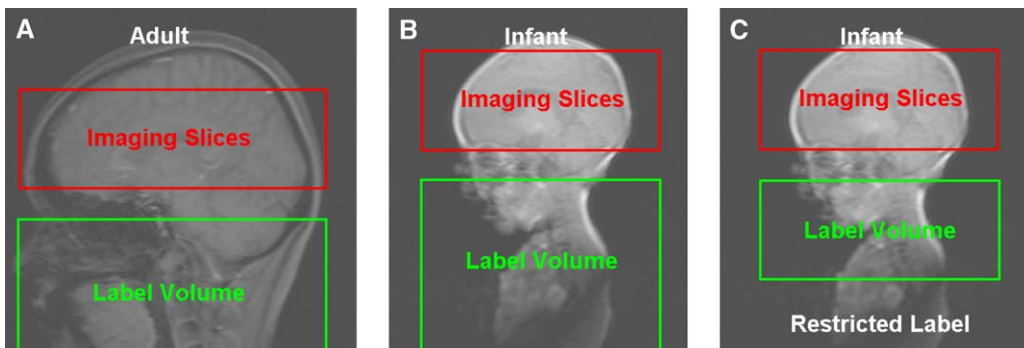 A
Adult
Imaging Slices
Label Volume
B
Infant
Imaging Slices
Label Volume
C
Infant
Imaging Slices
Label Volume
Restricted Label